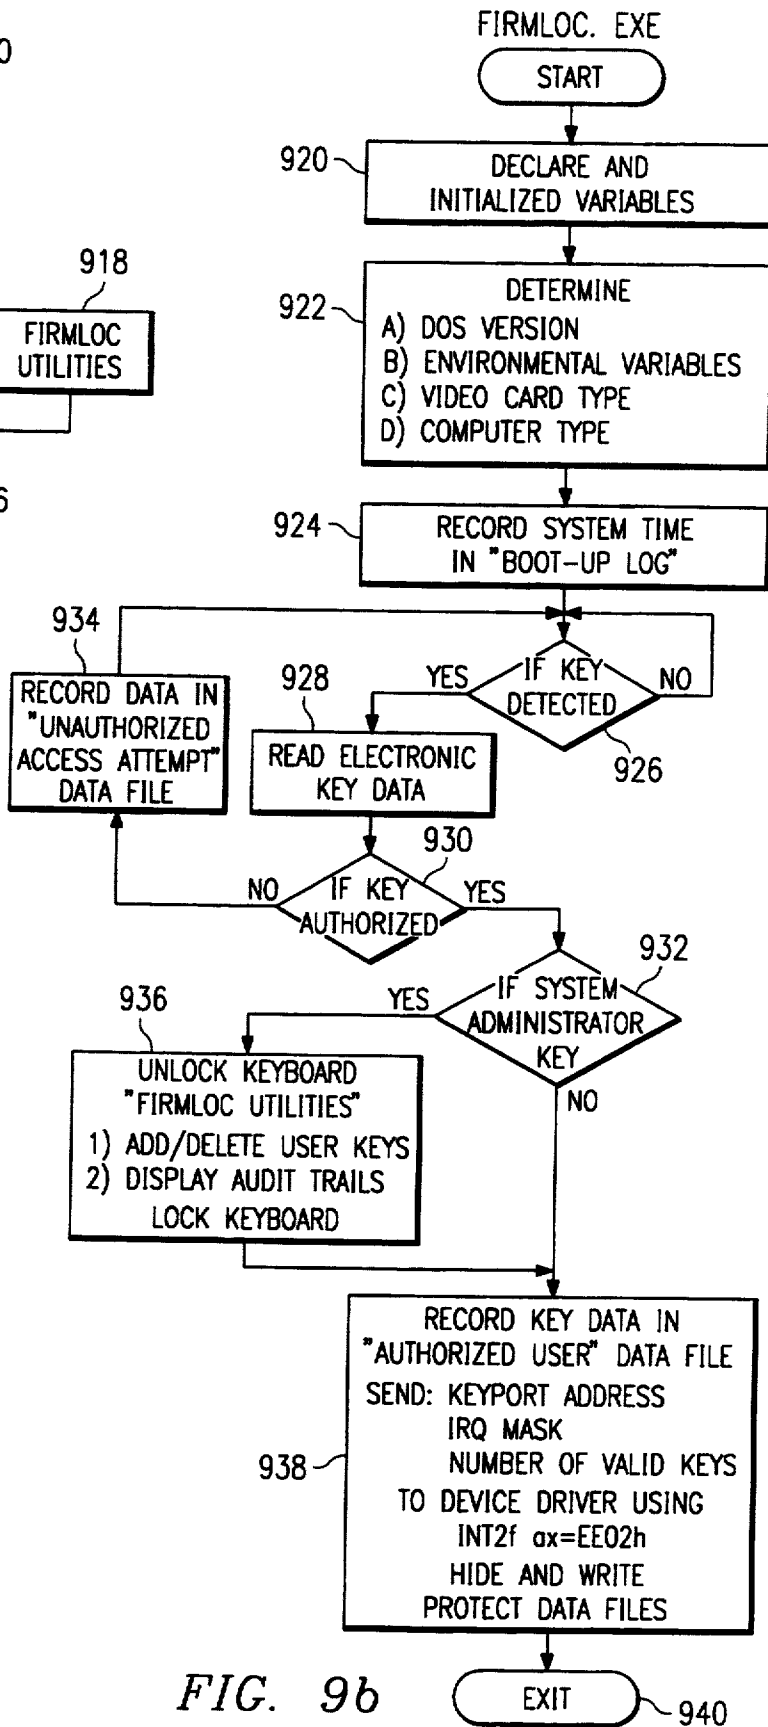 FIRMLOC. EXE
0
START
920
DECLARE AND
INITIALIZED VARIABLES
918
FIRMLOC
UTILITIES
922
DETERMINE
A) DOS VERSION
B) ENVIRONMENTAL VARIABLES
C) VIDEO CARD TYPE
D) COMPUTER TYPE
6
924
RECORD SYSTEM TIME
IN "BOOT-UP LOG"
934
RECORD DATA IN
"UNAUTHORIZED
ACCESS ATTEMPT"
DATA FILE
928
YES
IF KEY
DETECTED
NO
926
READ ELECTRONIC
KEY DATA
930
NO
IF KEY
AUTHORIZED
YES
932
YES
IF SYSTEM
ADMINISTRATOR
KEY
NO
936
UNLOCK KEYBOARD
"FIRMLOC UTILITIES"
1) ADD/DELETE USER KEYS
2) DISPLAY AUDIT TRAILS
LOCK KEYBOARD
938
RECORD KEY DATA IN
"AUTHORIZED USER" DATA FILE
SEND: KEYPORT ADDRESS
IRQ MASK
NUMBER OF VALID KEYS
TO DEVICE DRIVER USING
INT2f ax=EE02h
HIDE AND WRITE
PROTECT DATA FILES
EXIT
940
FIG. 9b